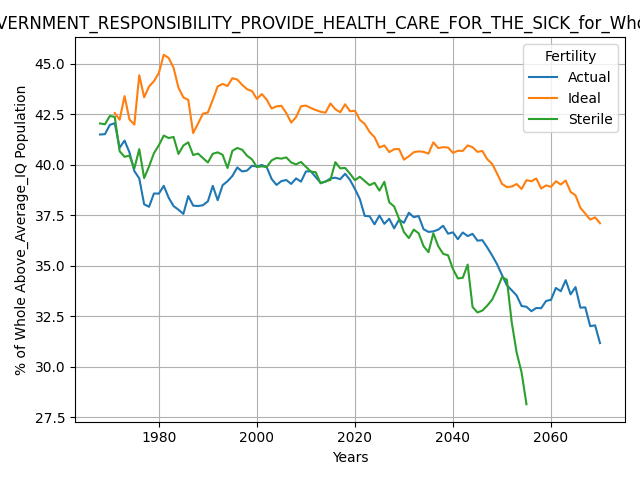 VERNMENT_RESPONSIBILITY_PROVIDE_HEALTH_CARE_FOR_THE_SICK_for_Who
Fertility
Actual
Ideal
Sterile
% of Whole Above_Average_IQ Population
45.0
42.5
40.0
37.5
35.0
32.5
30.0
27.5
1980
2000
2020
2040
2060
Years